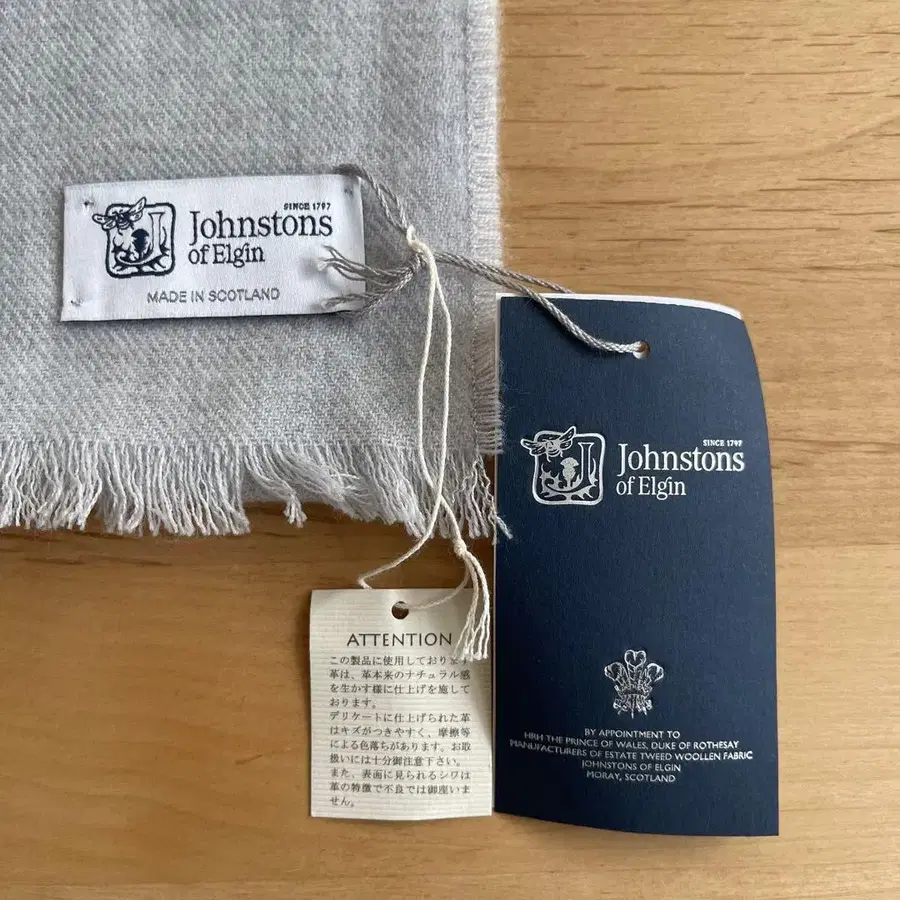 SINCE 1797
Johnstons
of Elgin
MADE IN SCOTLAND
SINCE 1797
Johnstons
of Elgin
BY APPOINTMENT TO
HRH THE PRINCE OF WALES, DUKE OF ROTHESAY
MANUFACTURERS OF ESTATE TWEED WOOLLEN FABRIC
JOHNSTONS OF ELGIN
MORAY, SCOTLAND
ATTENTION
この製品に使用しております
革は、革本来のナチュラル感
を生かす様に仕上げを施して
おります。
デリケートに仕上げられた革
はキズがつきやすく、摩擦等
による色落ちがあります。お取
扱いには十分御注意下さい。
また、表面に見られるシワは
革の特徴で不良では御座いま
せん。